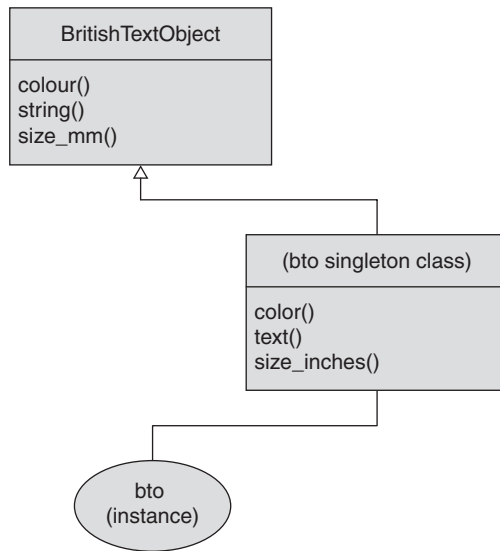 BritishTextObject
colour()
string()
size_mm()
(bto singleton class)
color()
text()
size_inches()
bto
(instance)